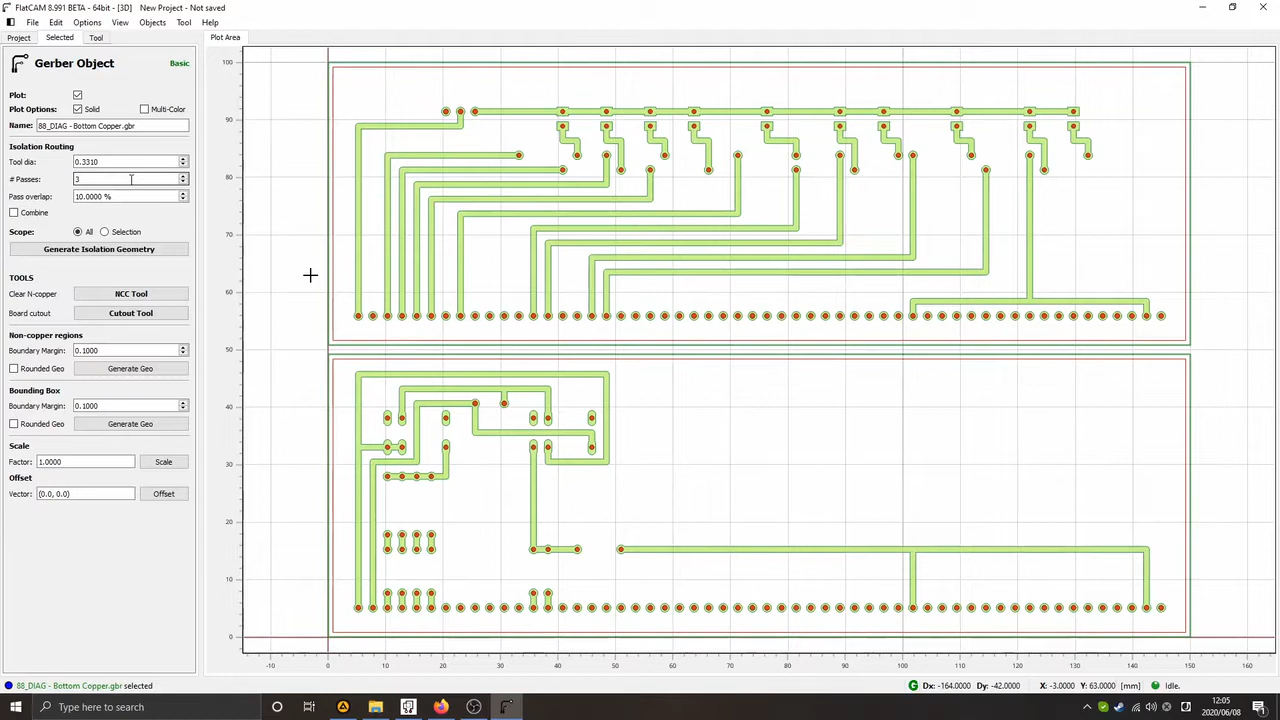 FlatCAM 8.991 BETA - 64bit - [3D]    New Project - Not saved
File Edit Options View Objects Tool Help
Project Selected Tool
Plot Area
Gerber Object Basic
Plot:
Plot Options: Solid Multi-Color
Name: 88_DIAG - Bottom Copper.gbr
Isolation Routing
Tool dia: 0.3310
# Passes: 3
Pass overlap: 10.0000 %
Combine
Scope: All Selection
Generate Isolation Geometry
TOOLS
Clear N-copper NCC Tool
Board cutout Cutout Tool
Non-copper regions
Boundary Margin: 0.1000
Rounded Geo Generate Geo
Bounding Box
Boundary Margin: 0.1000
Rounded Geo Generate Geo
Scale
Factor: 1.0000 Scale
Offset
Vector: (0.0, 0.0) Offset
100
90
80
70
60
50
40
30
20
10
0
-10 0 10 20 30 40 50 60 70 80 90 100 110 120 130 140 150 160
88_DIAG - Bottom Copper.gbr selected
G Dx: -164.0000 Dy: -42.0000 X: -3.0000 Y: 63.0000 [mm] Idle.
Type here to search
12:05
2020/06/08
1